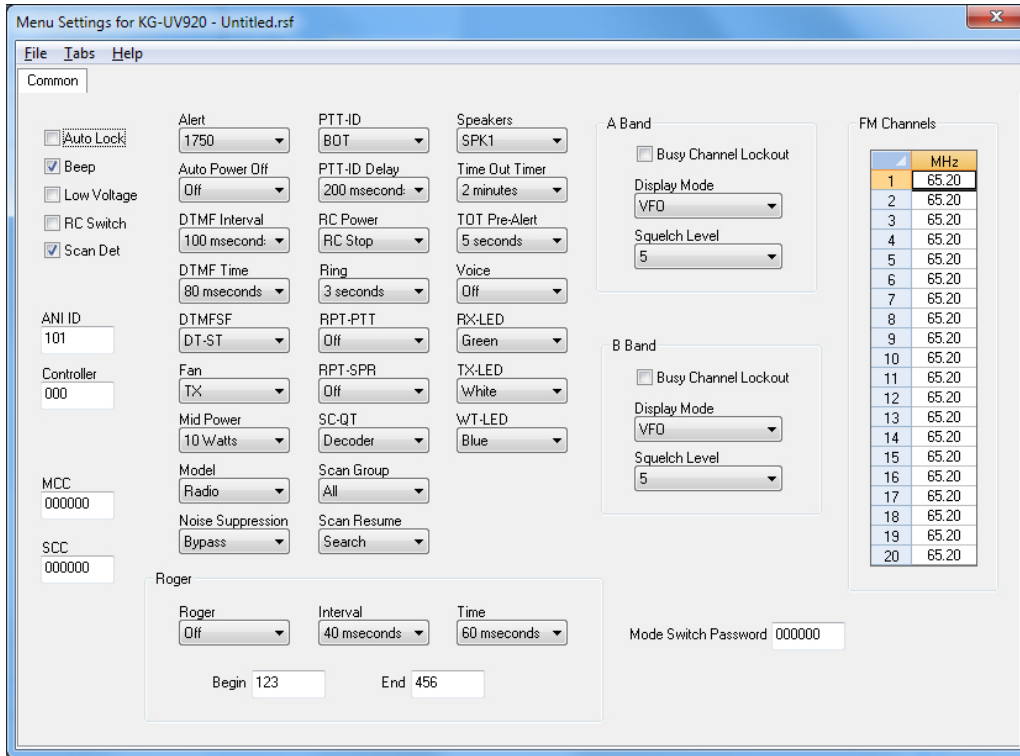 Menu Settings for KG-UV920 - Untitled.rsf
x
File Tabs Help
Common
Auto Lock
Beep
Low Voltage
RC Switch
Scan Det
ANI ID
101
Controller
000
MCC
000000
SCC
000000
Alert
1750
Auto Power Off
Off
DTMF Interval
100 msecond:
DTMF Time
80 mseconds
DTMFSF
DT-ST
Fan
TX
Mid Power
10 Watts
Model
Radio
Noise Suppression
Bypass
PTT-ID
BOT
PTT-ID Delay
200 msecond:
RC Power
RC Stop
Ring
3 seconds
RPT-PTT
Off
RPT-SPR
Off
SC-QT
Decoder
Scan Group
All
Scan Resume
Search
Speakers
SPK1
Time Out Timer
2 minutes
TOT Pre-Alert
5 seconds
Voice
Off
RX-LED
Green
TX-LED
White
WT-LED
Blue
Roger
Roger
Off
Interval
40 mseconds
Time
60 mseconds
Begin 123
End 456
A Band
Busy Channel Lockout
Display Mode
VFO
Squelch Level
5
B Band
Busy Channel Lockout
Display Mode
VFO
Squelch Level
5
Mode Switch Password 000000
FM Channels
MHz
1 65.20
2 65.20
3 65.20
4 65.20
5 65.20
6 65.20
7 65.20
8 65.20
9 65.20
10 65.20
11 65.20
12 65.20
13 65.20
14 65.20
15 65.20
16 65.20
17 65.20
18 65.20
19 65.20
20 65.20